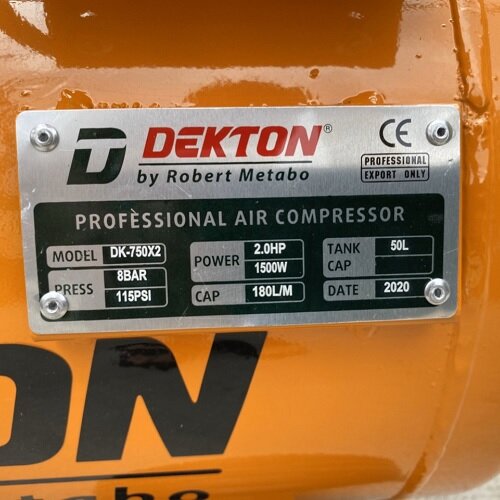 D DEKTON®
by Robert Metabo
CE
PROFESSIONAL
EXPORT ONLY
PROFESSIONAL AIR COMPRESSOR
MODEL DK-750X2
PRESS 8BAR
115PSI
POWER 2.0HP
1500W
CAP 180L/M
TANK CAP 50L
DATE 2020
ON